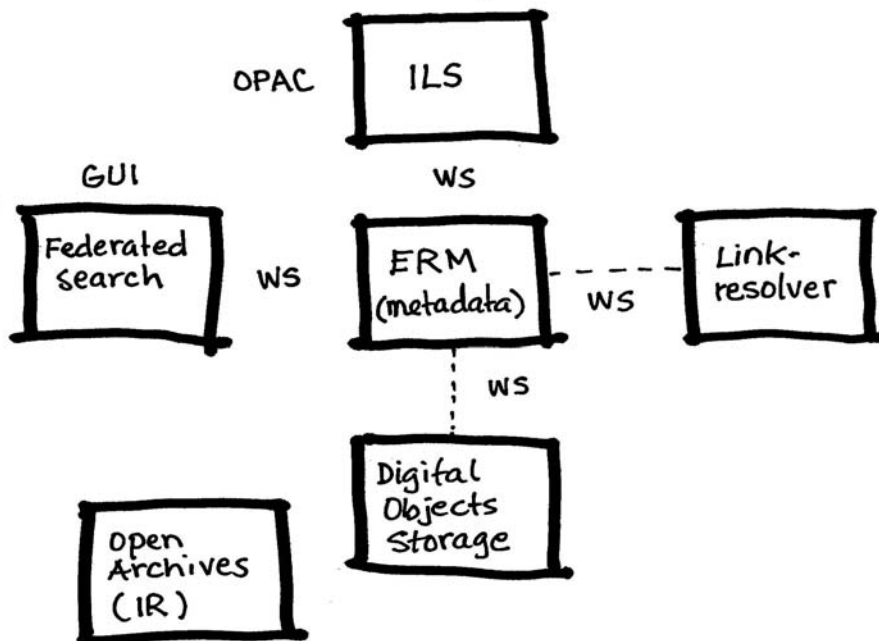 OPAC
ILS
GUI
WS
Federated
search
WS
ERM
(metadata)
WS
Link-
resolver
WS
Digital
Objects
Storage
Open
Archives
(IR)